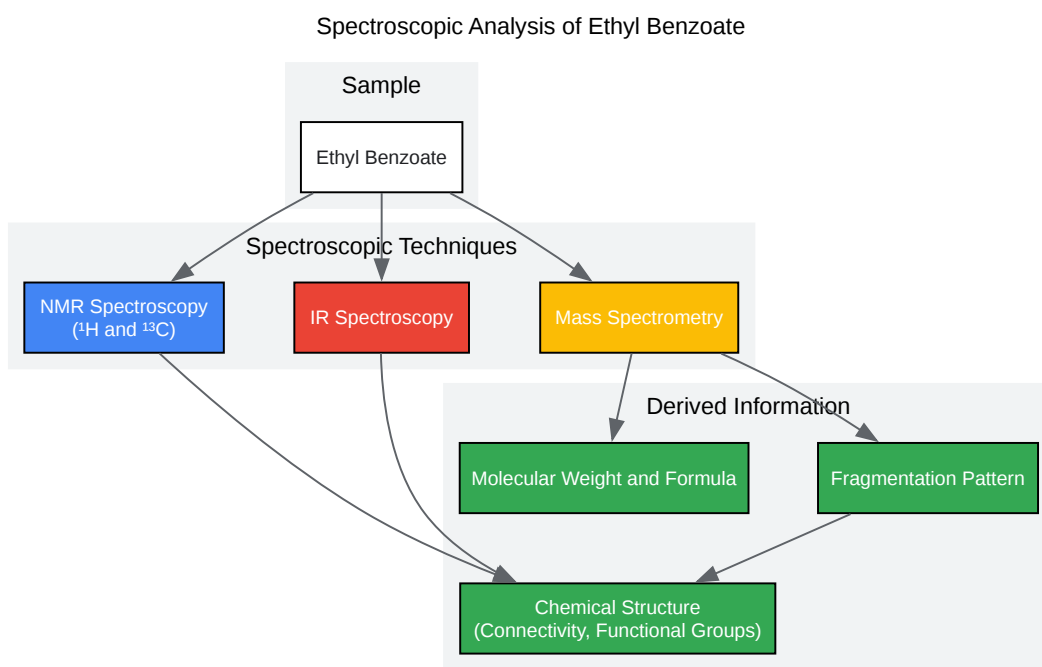 Spectroscopic Analysis of Ethyl Benzoate
Sample
Ethyl Benzoate
Spectroscopic Techniques
NMR Spectroscopy
(¹H and ¹³C)
IR Spectroscopy
Mass Spectrometry
Derived Information
Molecular Weight and Formula
Fragmentation Pattern
Chemical Structure
(Connectivity, Functional Groups)